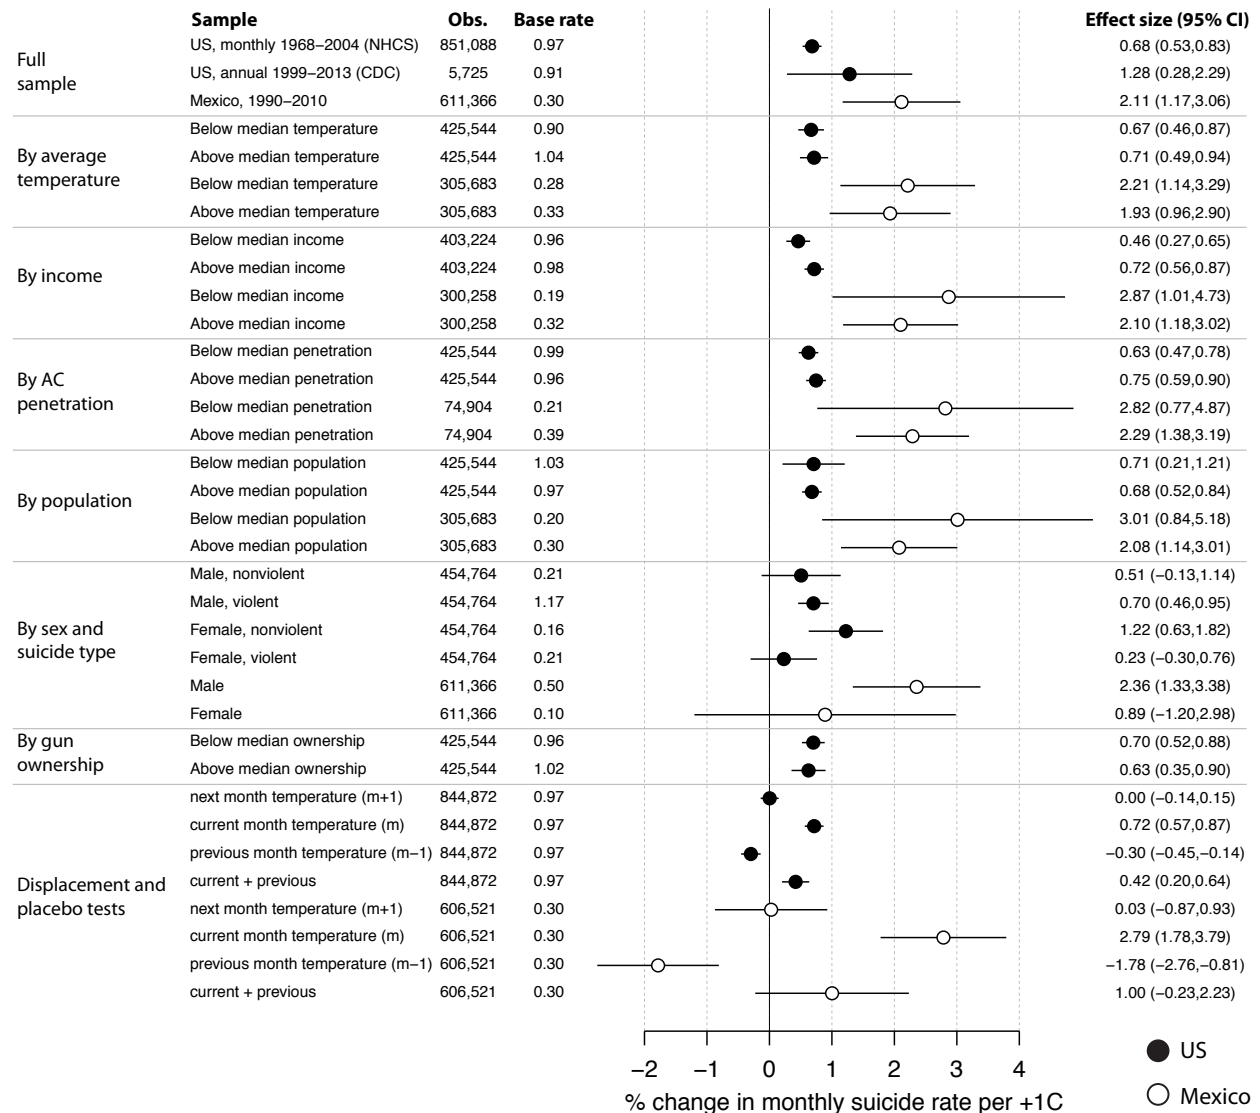 Sample Obs. Base rate Effect size (95% CI)
Full
sample
US, monthly 1968−2004 (NHCS) 851,088 0.97 0.68 (0.53,0.83)
US, annual 1999−2013 (CDC) 5,725 0.91 1.28 (0.28,2.29)
Mexico, 1990−2010 611,366 0.30 2.11 (1.17,3.06)
By average
temperature
Below median temperature 425,544 0.90 0.67 (0.46,0.87)
Above median temperature 425,544 1.04 0.71 (0.49,0.94)
Below median temperature 305,683 0.28 2.21 (1.14,3.29)
Above median temperature 305,683 0.33 1.93 (0.96,2.90)
By income
Below median income 403,224 0.96 0.46 (0.27,0.65)
Above median income 403,224 0.98 0.72 (0.56,0.87)
Below median income 300,258 0.19 2.87 (1.01,4.73)
Above median income 300,258 0.32 2.10 (1.18,3.02)
By AC
penetration
Below median penetration 425,544 0.99 0.63 (0.47,0.78)
Above median penetration 425,544 0.96 0.75 (0.59,0.90)
Below median penetration 74,904 0.21 2.82 (0.77,4.87)
Above median penetration 74,904 0.39 2.29 (1.38,3.19)
By population
Below median population 425,544 1.03 0.71 (0.21,1.21)
Above median population 425,544 0.97 0.68 (0.52,0.84)
Below median population 305,683 0.20 3.01 (0.84,5.18)
Above median population 305,683 0.30 2.08 (1.14,3.01)
By sex and
suicide type
Male, nonviolent 454,764 0.21 0.51 (−0.13,1.14)
Male, violent 454,764 1.17 0.70 (0.46,0.95)
Female, nonviolent 454,764 0.16 1.22 (0.63,1.82)
Female, violent 454,764 0.21 0.23 (−0.30,0.76)
Male 611,366 0.50 2.36 (1.33,3.38)
Female 611,366 0.10 0.89 (−1.20,2.98)
By gun
ownership
Below median ownership 425,544 0.96 0.70 (0.52,0.88)
Above median ownership 425,544 1.02 0.63 (0.35,0.90)
Displacement and
placebo tests
next month temperature (m+1) 844,872 0.97 0.00 (−0.14,0.15)
current month temperature (m) 844,872 0.97 0.72 (0.57,0.87)
previous month temperature (m−1) 844,872 0.97 −0.30 (−0.45,−0.14)
current + previous 844,872 0.97 0.42 (0.20,0.64)
next month temperature (m+1) 606,521 0.30 0.03 (−0.87,0.93)
current month temperature (m) 606,521 0.30 2.79 (1.78,3.79)
previous month temperature (m−1) 606,521 0.30 −1.78 (−2.76,−0.81)
current + previous 606,521 0.30 1.00 (−0.23,2.23)
−2 −1 0 1 2 3 4
% change in monthly suicide rate per +1C
US
Mexico